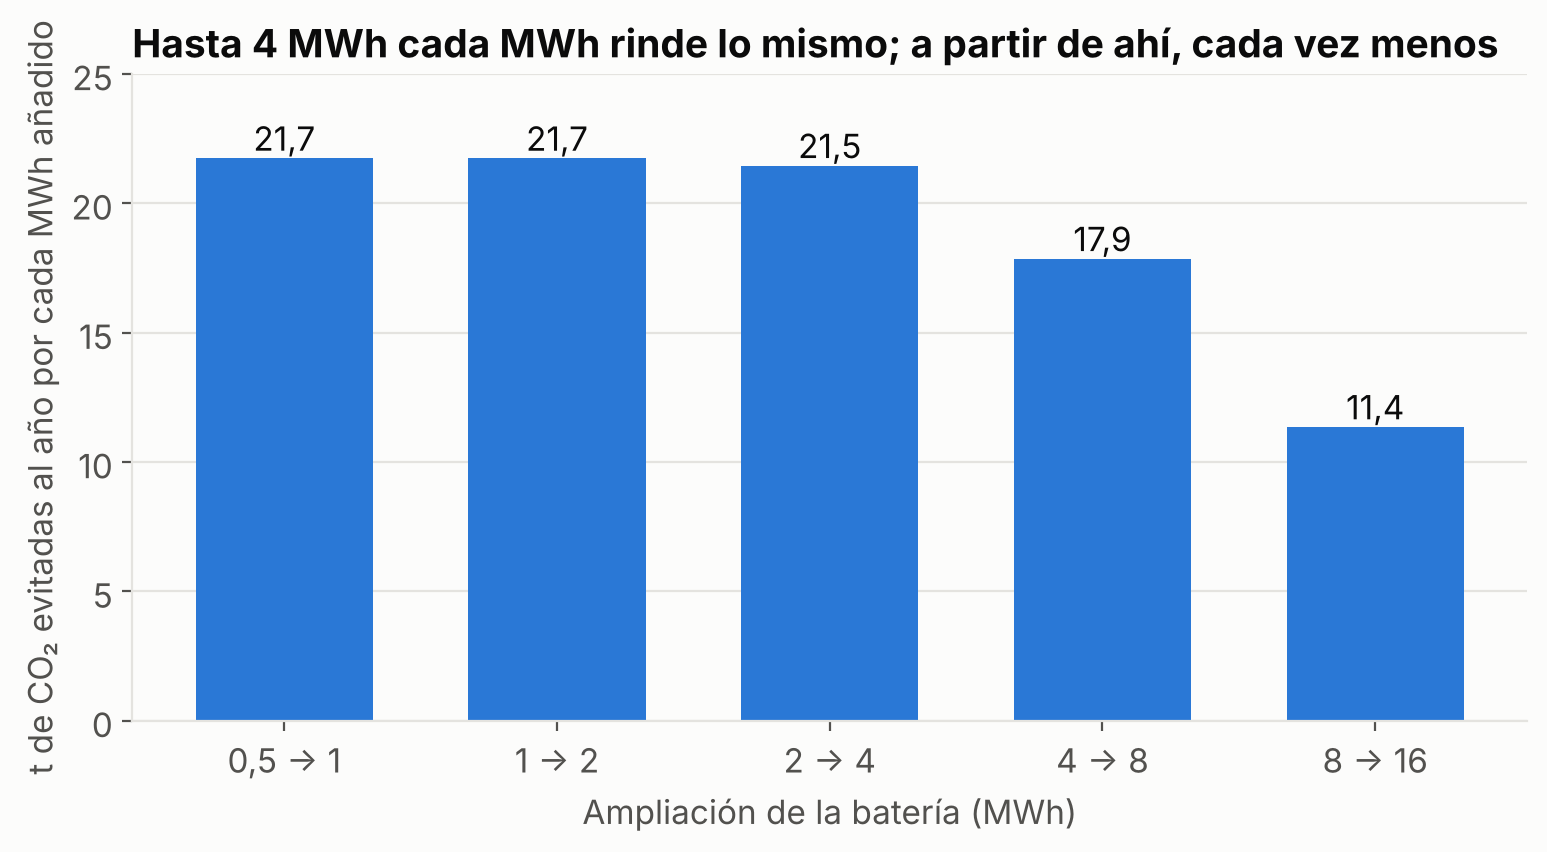 Hasta 4 MWh cada MWh rinde lo mismo; a partir de ahí, cada vez menos
t de CO₂ evitadas al año por cada MWh añadido
25
20
15
10
5
0
21,7
21,7
21,5
17,9
11,4
0,5 → 1
1 → 2
2 → 4
4 → 8
8 → 16
Ampliación de la batería (MWh)